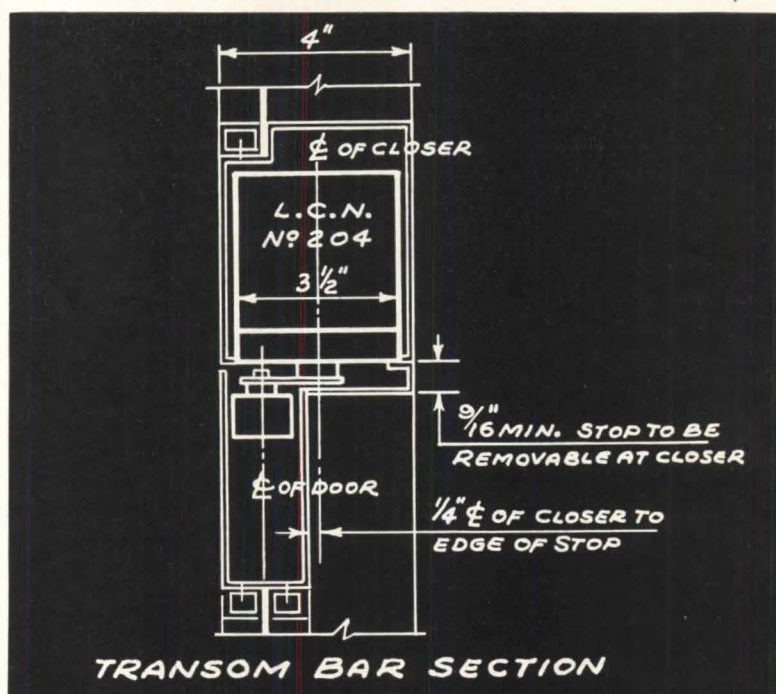 4"
℄ OF CLOSER
L.C.N.
Nº 204
3 1/2"
9/16" MIN. STOP TO BE
REMOVABLE AT CLOSER
℄ OF DOOR
1/4" ℄ OF CLOSER TO
EDGE OF STOP
TRANSOM BAR SECTION